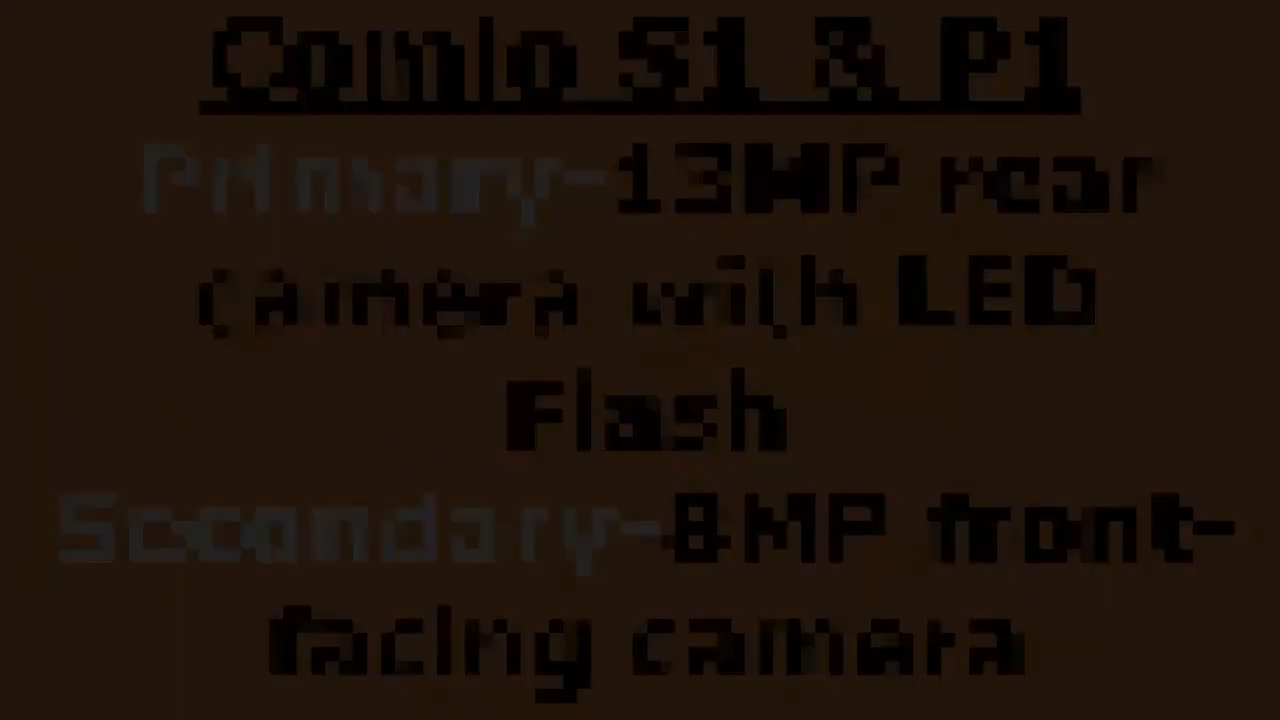 Comio S1 & P1
Primary-13MP rear
camera with LED
Flash
Secondary-8MP front-
facing camera